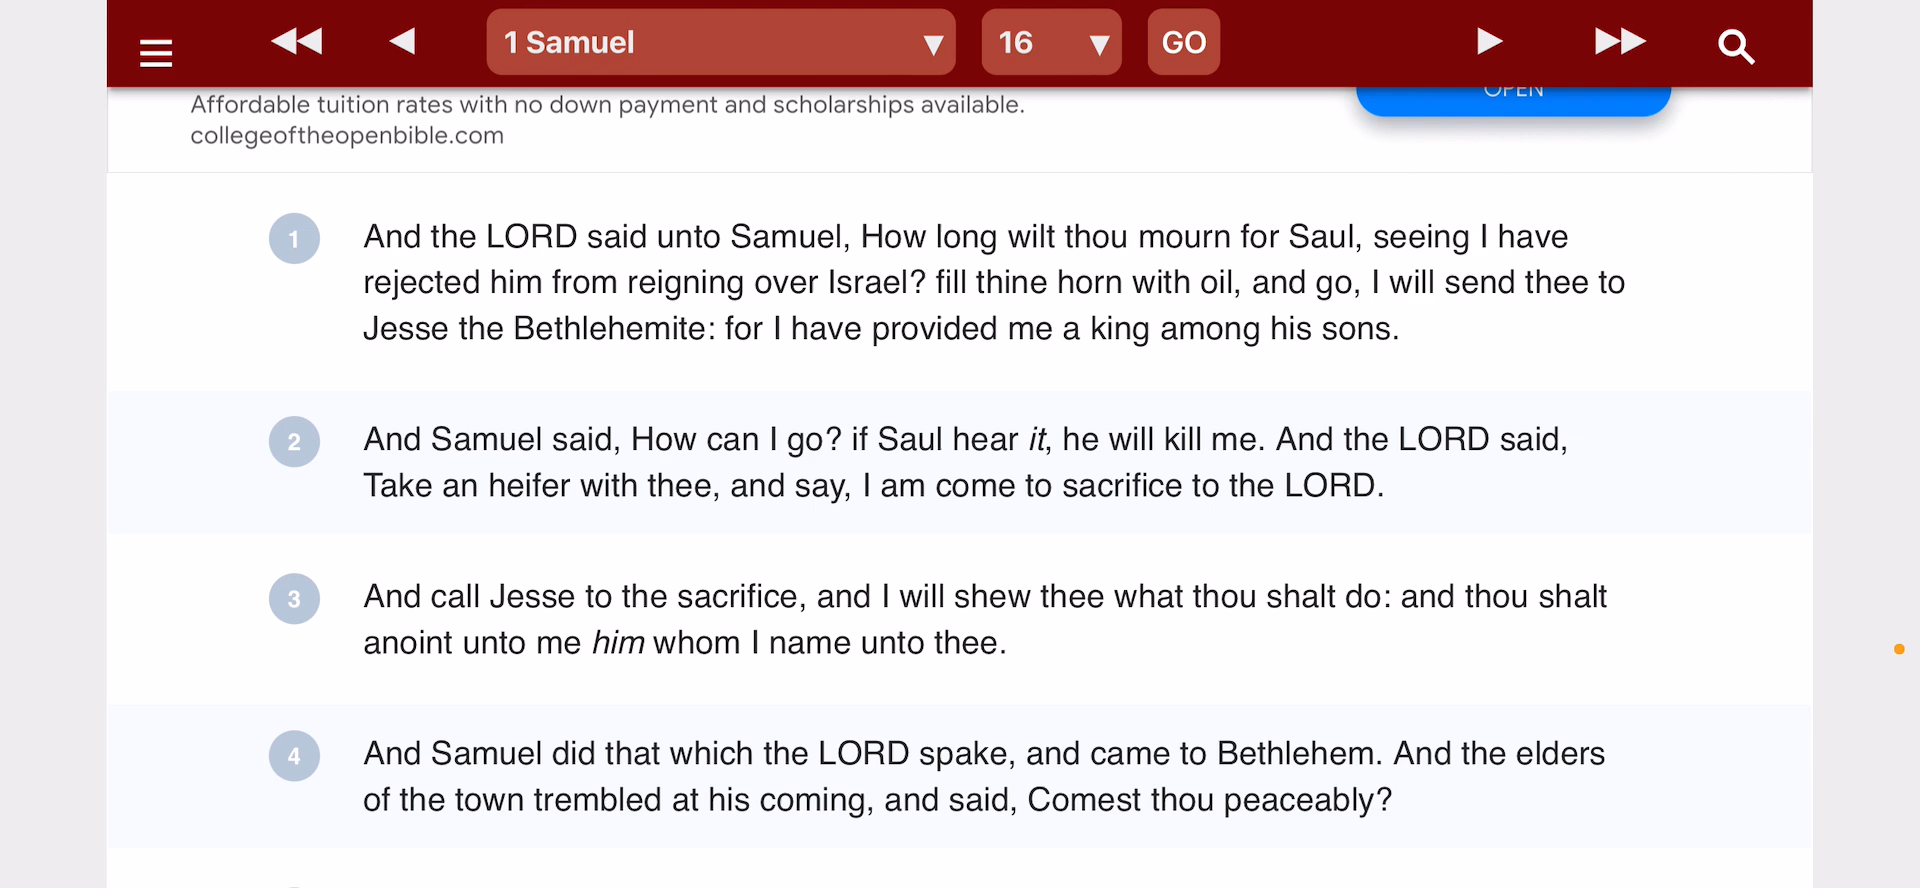 1 Samuel ▼ 16 ▼ GO
Affordable tuition rates with no down payment and scholarships available.
OPEN
collegeoftheopenbible.com
1 And the LORD said unto Samuel, How long wilt thou mourn for Saul, seeing I have
rejected him from reigning over Israel? fill thine horn with oil, and go, I will send thee to
Jesse the Bethlehemite: for I have provided me a king among his sons.
2 And Samuel said, How can I go? if Saul hear it, he will kill me. And the LORD said,
Take an heifer with thee, and say, I am come to sacrifice to the LORD.
3 And call Jesse to the sacrifice, and I will shew thee what thou shalt do: and thou shalt
anoint unto me him whom I name unto thee.
4 And Samuel did that which the LORD spake, and came to Bethlehem. And the elders
of the town trembled at his coming, and said, Comest thou peaceably?